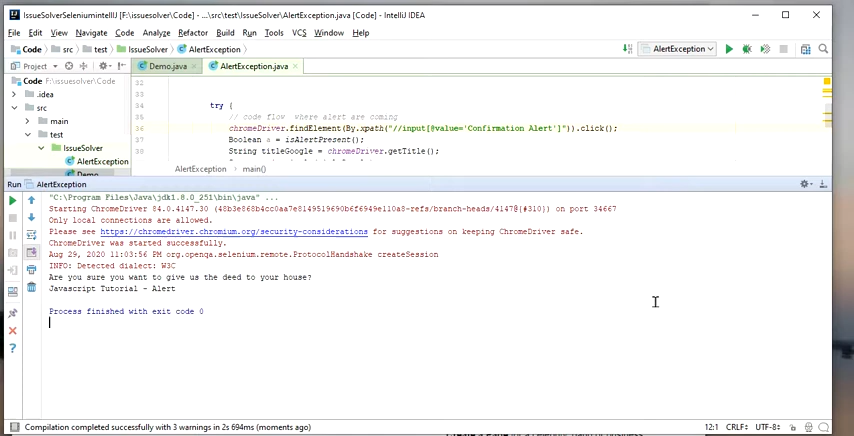 IssueSolverSeleniumintelliJ [F:\issuesolver\Code] - ...\src\test\IssueSolver\AlertException.java [Code] - IntelliJ IDEA
File Edit View Navigate Code Analyze Refactor Build Run Tools VCS Window Help
Code src test IssueSolver AlertException AlertException
Project Demo.java AlertException.java
Code F:\issuesolver\Code
.idea
src
main
test
IssueSolver
AlertException
Demo
32
33
34 try {
35 // code flow where alert are coming
36 chromeDriver.findElement(By.xpath("//input[@value='Confirmation Alert']")).click();
37 Boolean a = isAlertPresent();
38 String titleGoogle = chromeDriver.getTitle();
AlertException main()
Run AlertException
"C:\Program Files\Java\jdk1.8.0_251\bin\java" ...
Starting ChromeDriver 84.0.4147.30 (48b3e868b4cc0aa7e8149519690b6f6949e110a8-refs/branch-heads/4147@{#310}) on port 34667
Only local connections are allowed.
Please see https://chromedriver.chromium.org/security-considerations for suggestions on keeping ChromeDriver safe.
ChromeDriver was started successfully.
Aug 29, 2020 11:03:56 PM org.openqa.selenium.remote.ProtocolHandshake createSession
INFO: Detected dialect: W3C
Are you sure you want to give us the deed to your house?
Javascript Tutorial - Alert
Process finished with exit code 0
Compilation completed successfully with 3 warnings in 2s 694ms (moments ago) 12:1 CRLF UTF-8